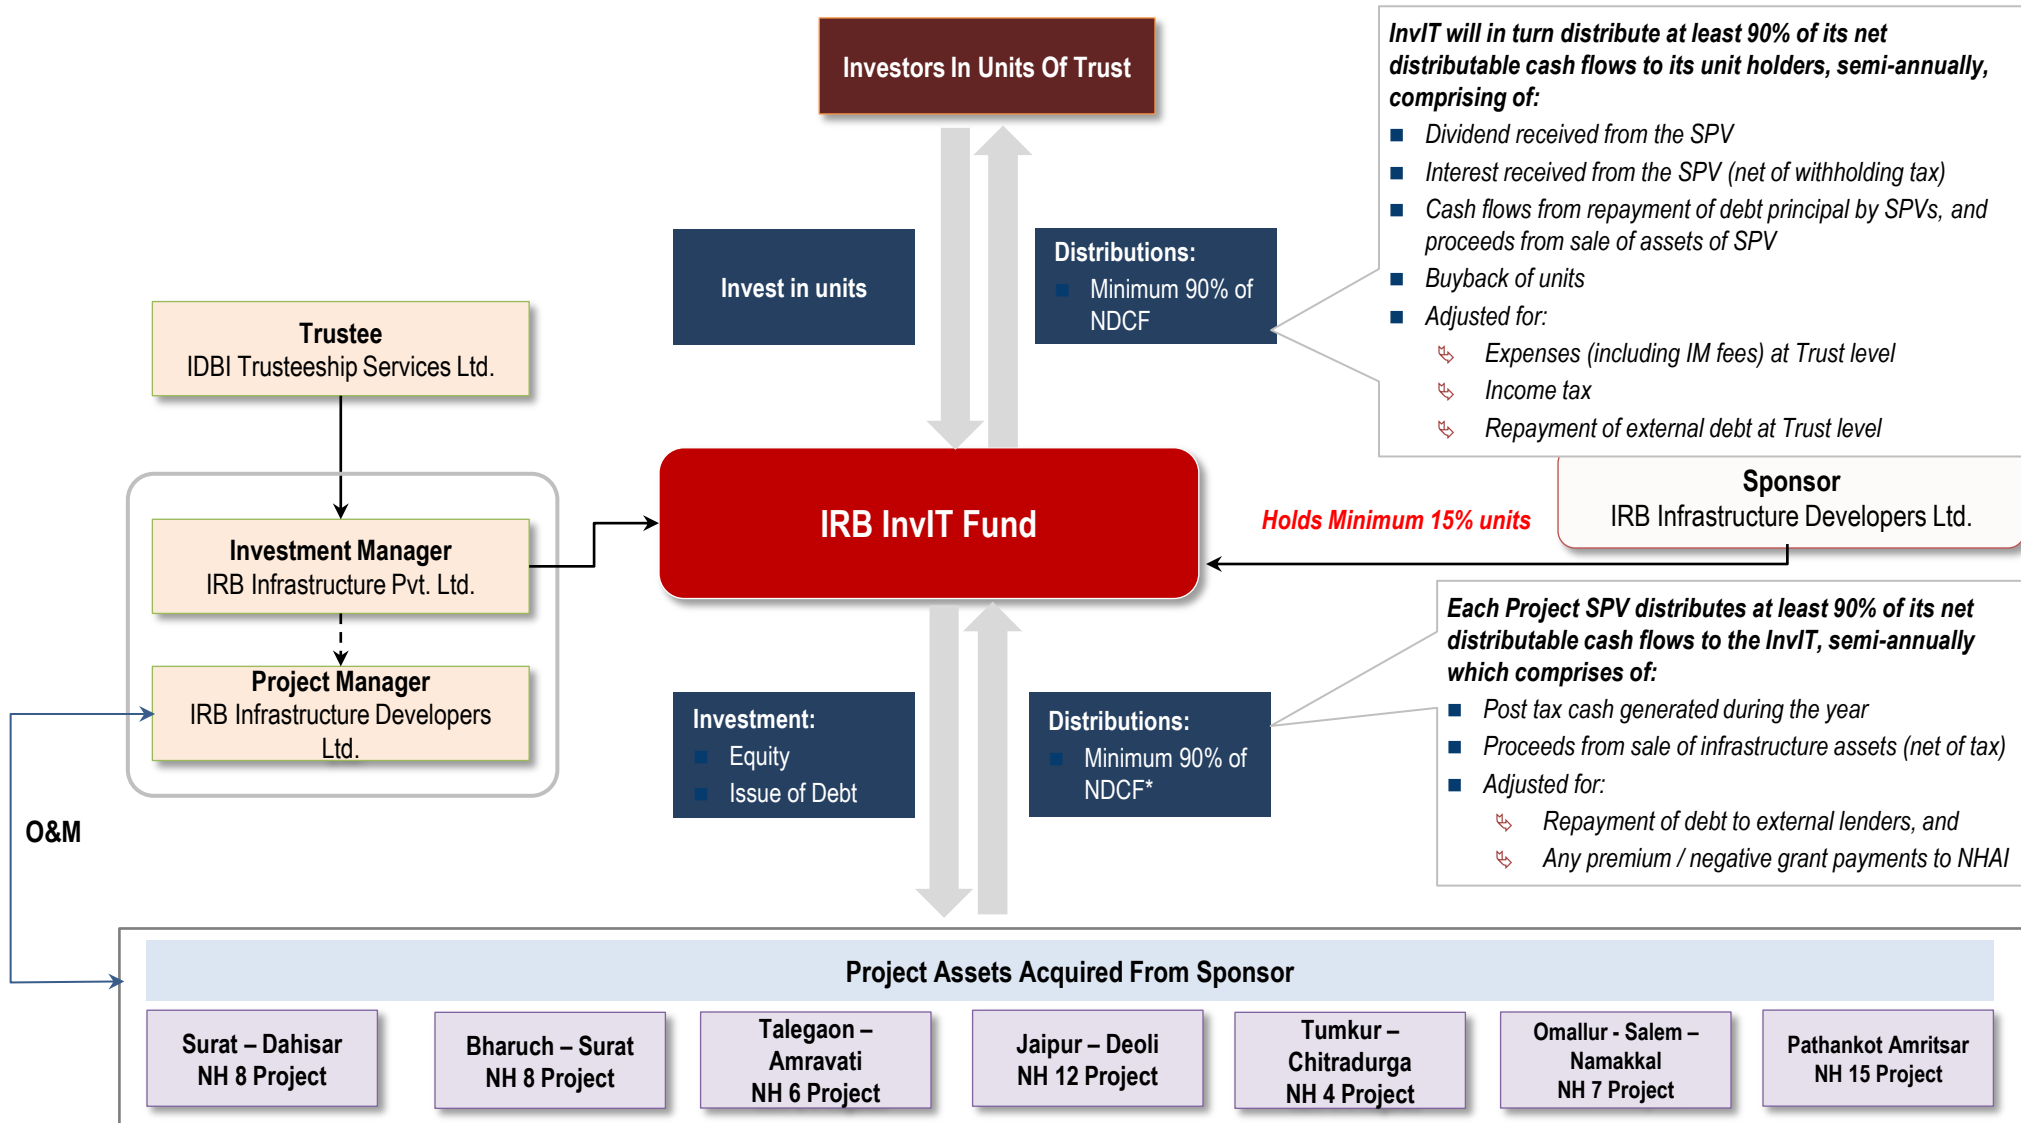 Investors In Units Of Trust
InvIT will in turn distribute at least 90% of its net
distributable cash flows to its unit holders, semi-annually,
comprising of:
Dividend received from the SPV
Interest received from the SPV (net of withholding tax)
Cash flows from repayment of debt principal by SPVs, and
proceeds from sale of assets of SPV
Buyback of units
Adjusted for:
Expenses (including IM fees) at Trust level
Income tax
Repayment of external debt at Trust level
Invest in units
Distributions:
Minimum 90% of
NDCF
Trustee
IDBI Trusteeship Services Ltd.
Investment Manager
IRB Infrastructure Pvt. Ltd.
Project Manager
IRB Infrastructure Developers
Ltd.
IRB InvIT Fund
Holds Minimum 15% units
Sponsor
IRB Infrastructure Developers Ltd.
Each Project SPV distributes at least 90% of its net
distributable cash flows to the InvIT, semi-annually
which comprises of:
Post tax cash generated during the year
Proceeds from sale of infrastructure assets (net of tax)
Adjusted for:
Repayment of debt to external lenders, and
Any premium / negative grant payments to NHAI
Investment:
Equity
Issue of Debt
Distributions:
Minimum 90% of
NDCF*
O&M
Project Assets Acquired From Sponsor
Surat – Dahisar
NH 8 Project
Bharuch – Surat
NH 8 Project
Talegaon –
Amravati
NH 6 Project
Jaipur – Deoli
NH 12 Project
Tumkur –
Chitradurga
NH 4 Project
Omallur - Salem –
Namakkal
NH 7 Project
Pathankot Amritsar
NH 15 Project